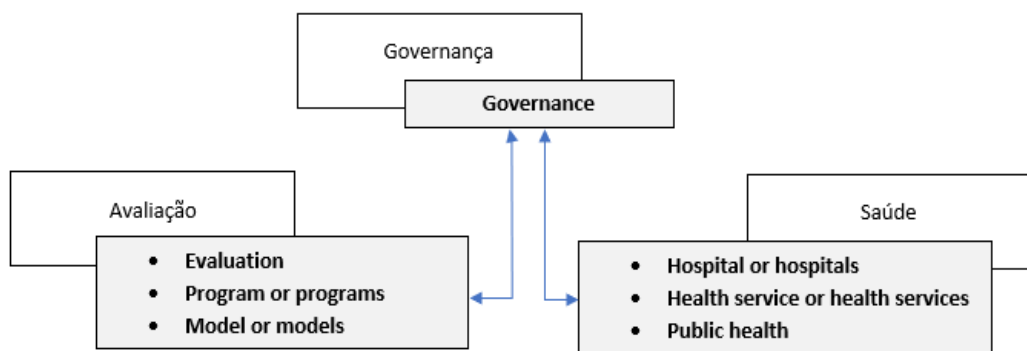 Governança
Governance
Avaliação
• Evaluation
• Program or programs
• Model or models
Saúde
• Hospital or hospitals
• Health service or health services
• Public health